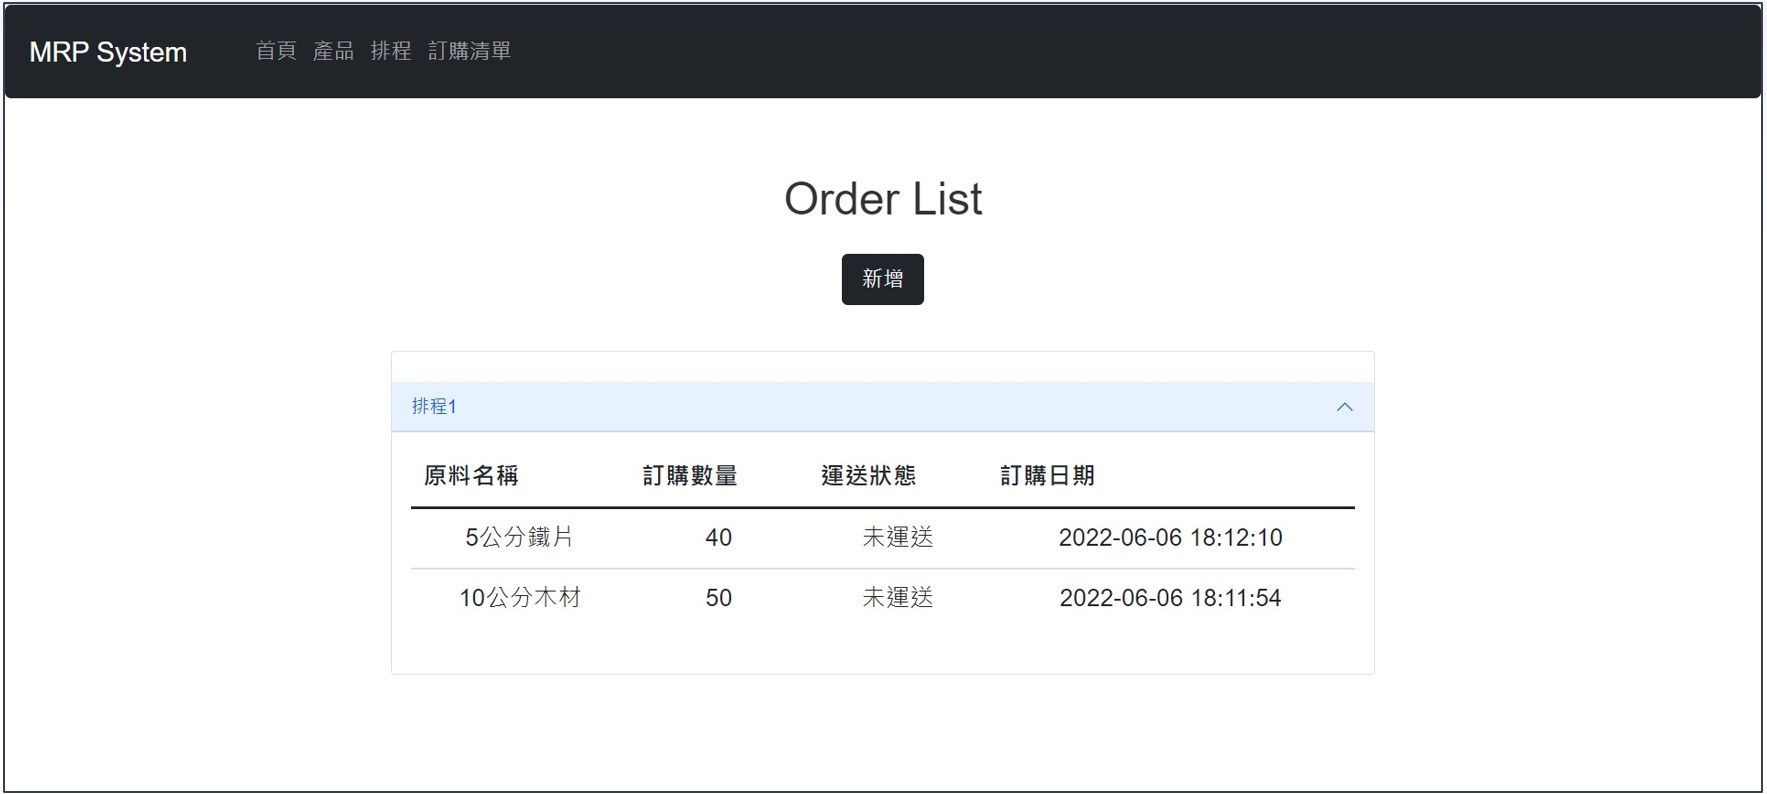 MRP System 首頁 產品 排程 訂購清單
Order List
新增
排程1
原料名稱 訂購數量 運送狀態 訂購日期
5公分鐵片 40 未運送 2022-06-06 18:12:10
10公分木材 50 未運送 2022-06-06 18:11:54